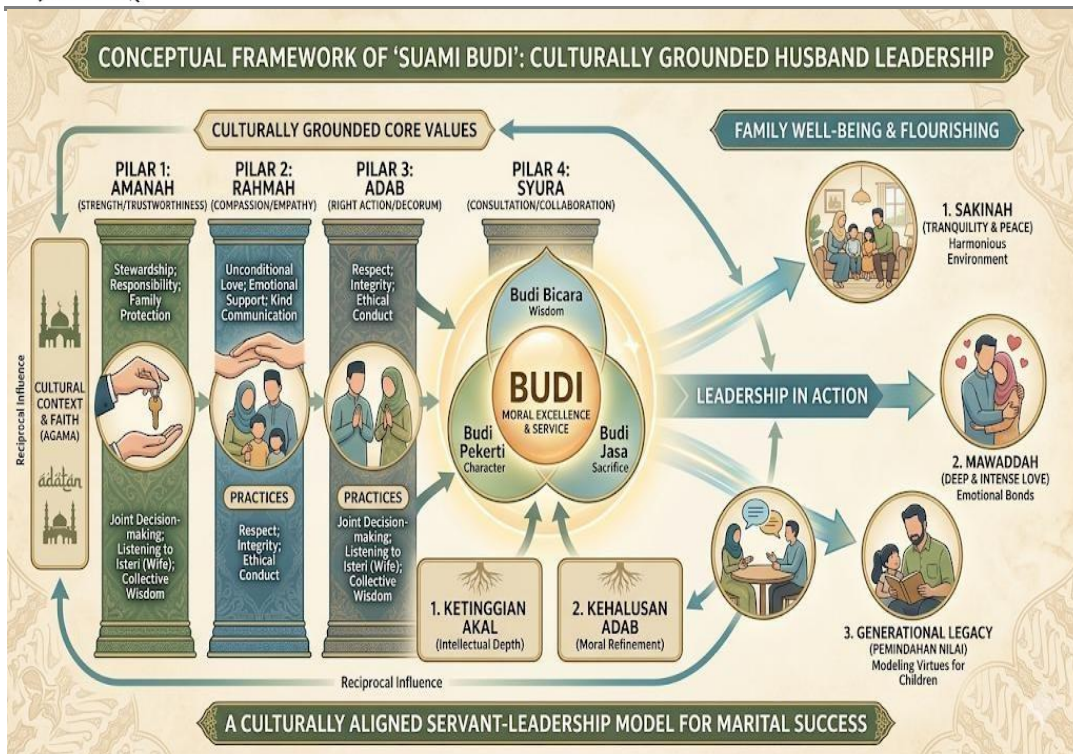 CONCEPTUAL FRAMEWORK OF 'SUAMI BUDI': CULTURALLY GROUNDED HUSBAND LEADERSHIP
CULTURALLY GROUNDED CORE VALUES
FAMILY WELL-BEING & FLOURISHING
PILAR 1:
AMANAH
(STRENGTH/TRUSTWORTHINESS)
Stewardship;
Responsibility;
Family
Protection
Joint Decision-
making;
Listening to
Isteri (Wife);
Collective
Wisdom
PILAR 2:
RAHMAH
(COMPASSION/EMPATHY)
Unconditional
Love; Emotional
Support; Kind
Communication
PRACTICES
Respect;
Integrity;
Ethical
Conduct
PILAR 3:
ADAB
(RIGHT ACTION/DECORUM)
Respect;
Integrity;
Ethical
Conduct
PRACTICES
Joint Decision-
making;
Listening to
Isteri (Wife);
Collective
Wisdom
PILAR 4:
SYURA
(CONSULTATION/COLLABORATION)
Budi Bicara
Wisdom
BUDI
MORAL EXCELLENCE
& SERVICE
Budi
Pekerti
Character
Budi
Jasa
Sacrifice
1. KETINGGIAN
AKAL
(Intellectual Depth)
2. KEHALUSAN
ADAB
(Moral Refinement)
Reciprocal Influence
CULTURAL
CONTEXT
& FAITH
(AGAMA)
adatan
LEADERSHIP IN ACTION
1. SAKINAH
(TRANQUILITY & PEACE)
Harmonious
Environment
2. MAWADDAH
(DEEP & INTENSE LOVE)
Emotional Bonds
3. GENERATIONAL LEGACY
(PEMINDAHAN NILAI)
Modeling Virtues for
Children
Reciprocal Influence
A CULTURALLY ALIGNED SERVANT-LEADERSHIP MODEL FOR MARITAL SUCCESS